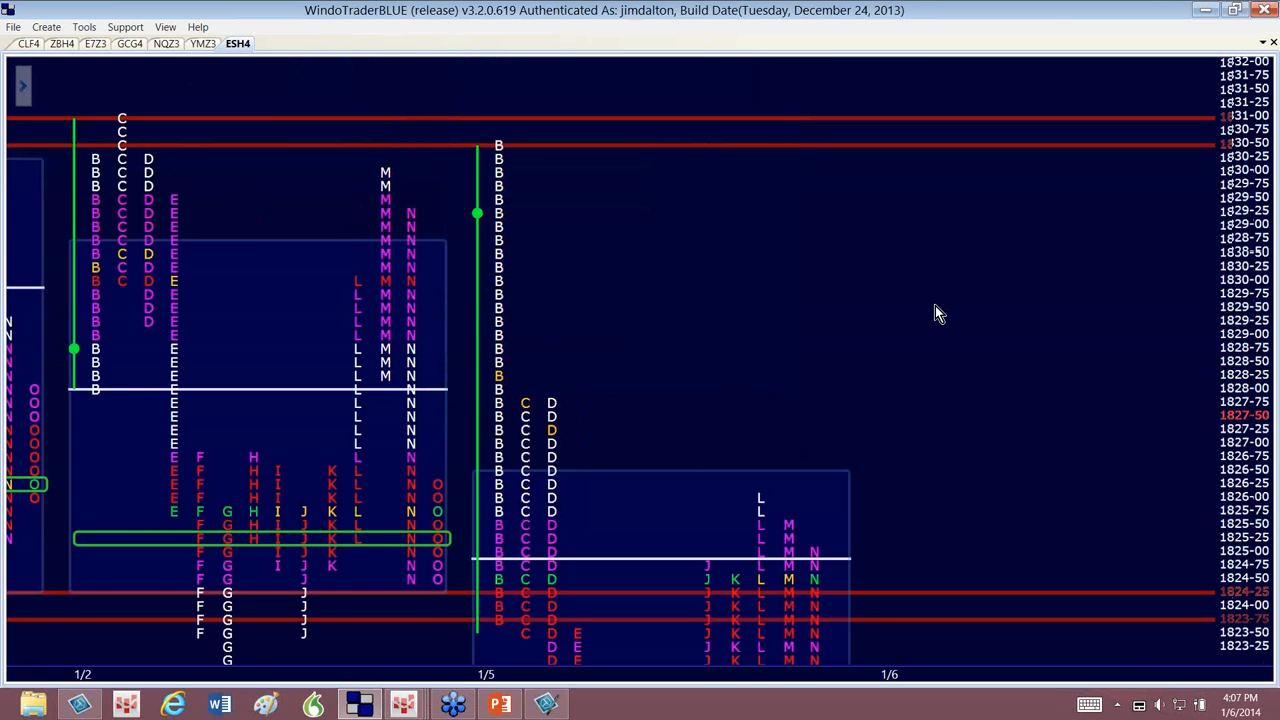 WindoTraderBLUE (release) v3.2.0.619 Authenticated As: jimdalton, Build Date(Tuesday, December 24, 2013)
File Create Tools Support View Help
CLF4 ZBH4 E7Z3 GCG4 NQZ3 YMZ3 ESH4
C
C
C B
B C D B
B C D M B
B C D M B
B C D E M B
B C D E M N B
B C D E M N B
B C D E M N B
B C D E M N B
B C D E M N B
B C D E L M N B
B D E L M N B
B D E L M N B
N B D E L M N B
N B E L M N B
N B E L M N B
N B E L M N B
N B E L M N B
N O B E L N B
N O E L N C D
N O E L N B C D
N O E L N B C D
N O E L N B C D
N O E F H L N B C D
N O E F H I K L N B C D
N O E F H I K L N O B C D
N O E F H I K L N O B C D L
N E F G H I J K L N O B C D L
N F G H I J K L N O B C D L M
N F G H I J K L N O B C D L M
F G I J K N O B C D L M N
F G I J K N O B C D J L M N
F G J N O B C D J K L M N
F G J B C D J K L M N
F G J B C D J K L M N
F G J B C D J K L M N
F G J C D E J K L M N
G D E J K L M N
G D E J K L M N
1831-75
1831-50
1831-25
1831-00
1830-75
1830-50
1830-25
1830-00
1829-75
1829-50
1829-25
1829-00
1828-75
1828-50
1828-25
1828-00
1827-75
1827-50
1827-25
1827-00
1826-75
1826-50
1826-25
1826-00
1825-75
1825-50
1825-25
1825-00
1824-75
1824-50
1824-25
1824-00
1823-75
1823-50
1823-25
1/2 1/5 1/6
4:07 PM
1/6/2014